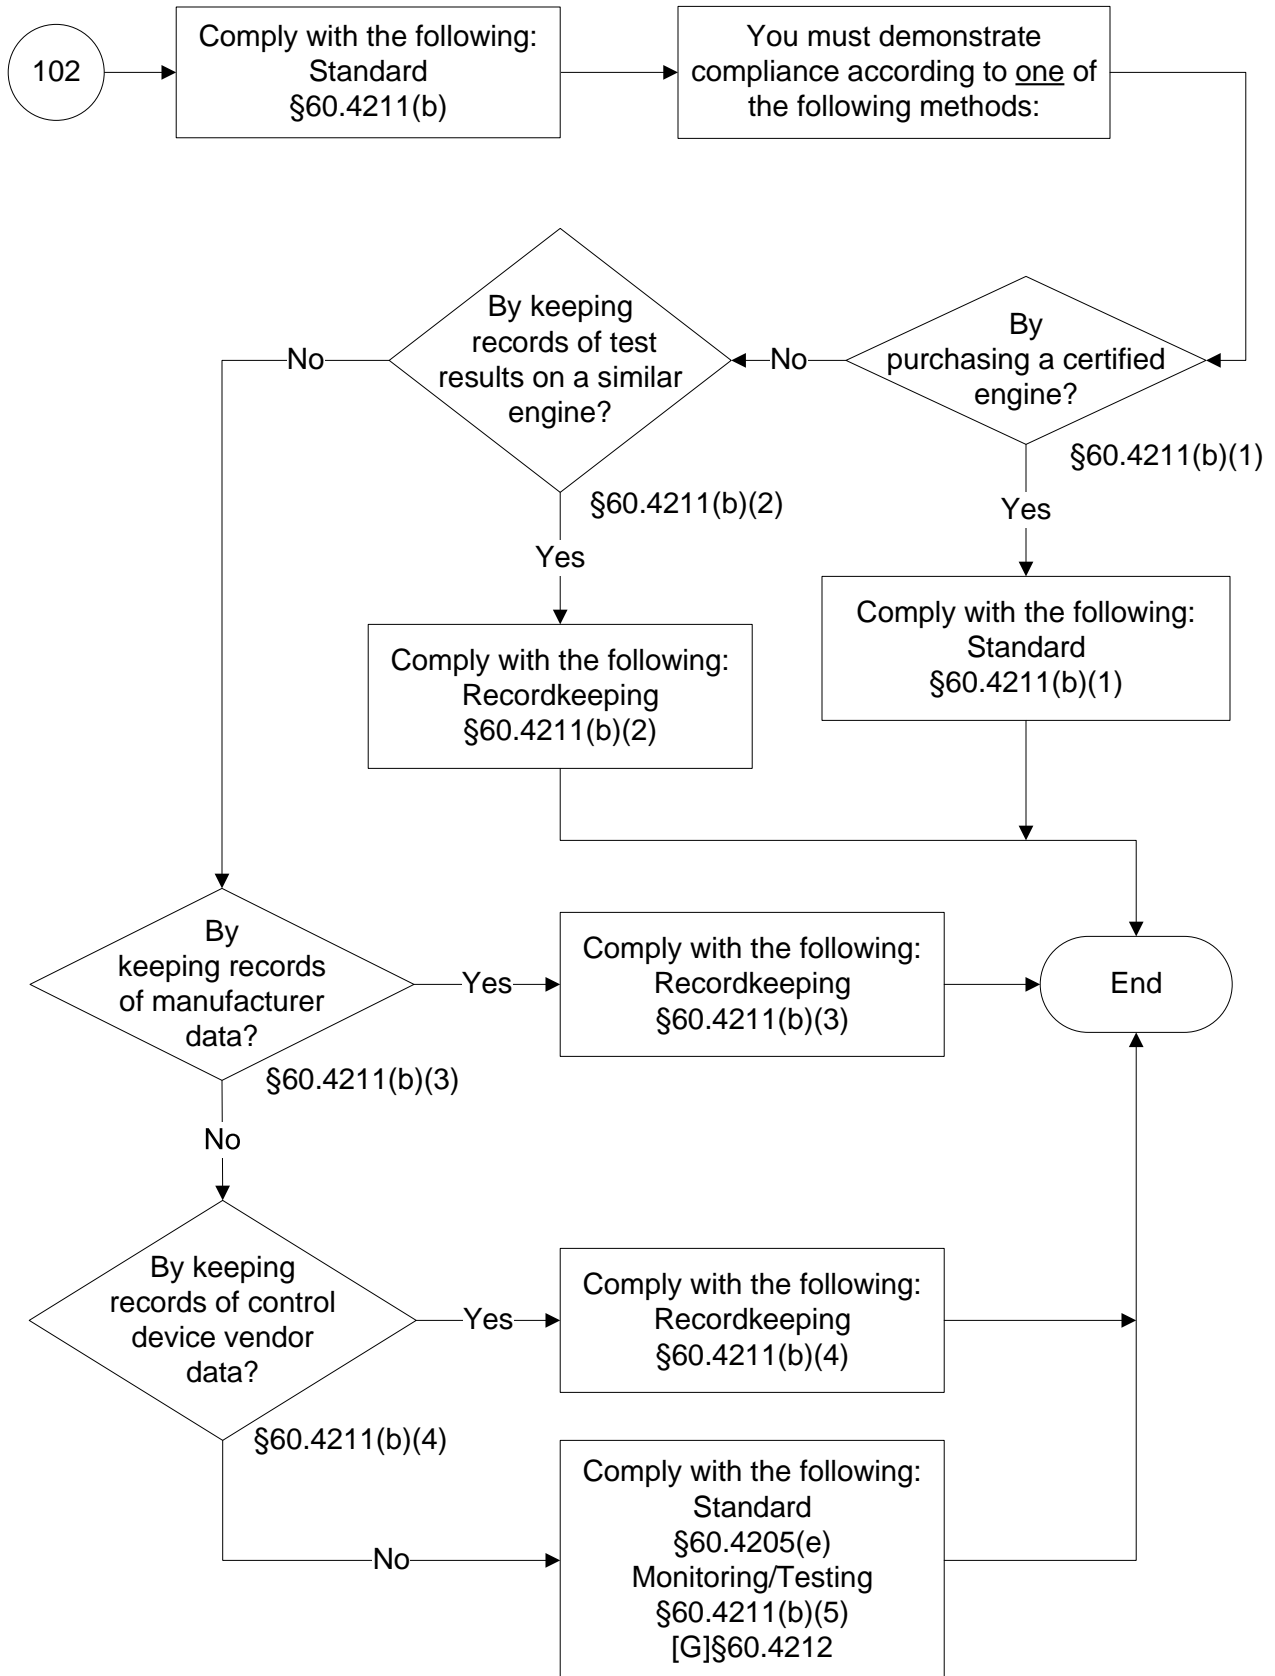 102
Comply with the following:
Standard
§60.4211(b)
You must demonstrate
compliance according to one of
the following methods:
By
purchasing a certified
engine?
§60.4211(b)(1)
No
Yes
Comply with the following:
Standard
§60.4211(b)(1)
By keeping
records of test
results on a similar
engine?
§60.4211(b)(2)
No
Yes
Comply with the following:
Recordkeeping
§60.4211(b)(2)
By
keeping records
of manufacturer
data?
§60.4211(b)(3)
Yes
Comply with the following:
Recordkeeping
§60.4211(b)(3)
End
No
By keeping
records of control
device vendor
data?
§60.4211(b)(4)
Yes
Comply with the following:
Recordkeeping
§60.4211(b)(4)
No
Comply with the following:
Standard
§60.4205(e)
Monitoring/Testing
§60.4211(b)(5)
[G]§60.4212